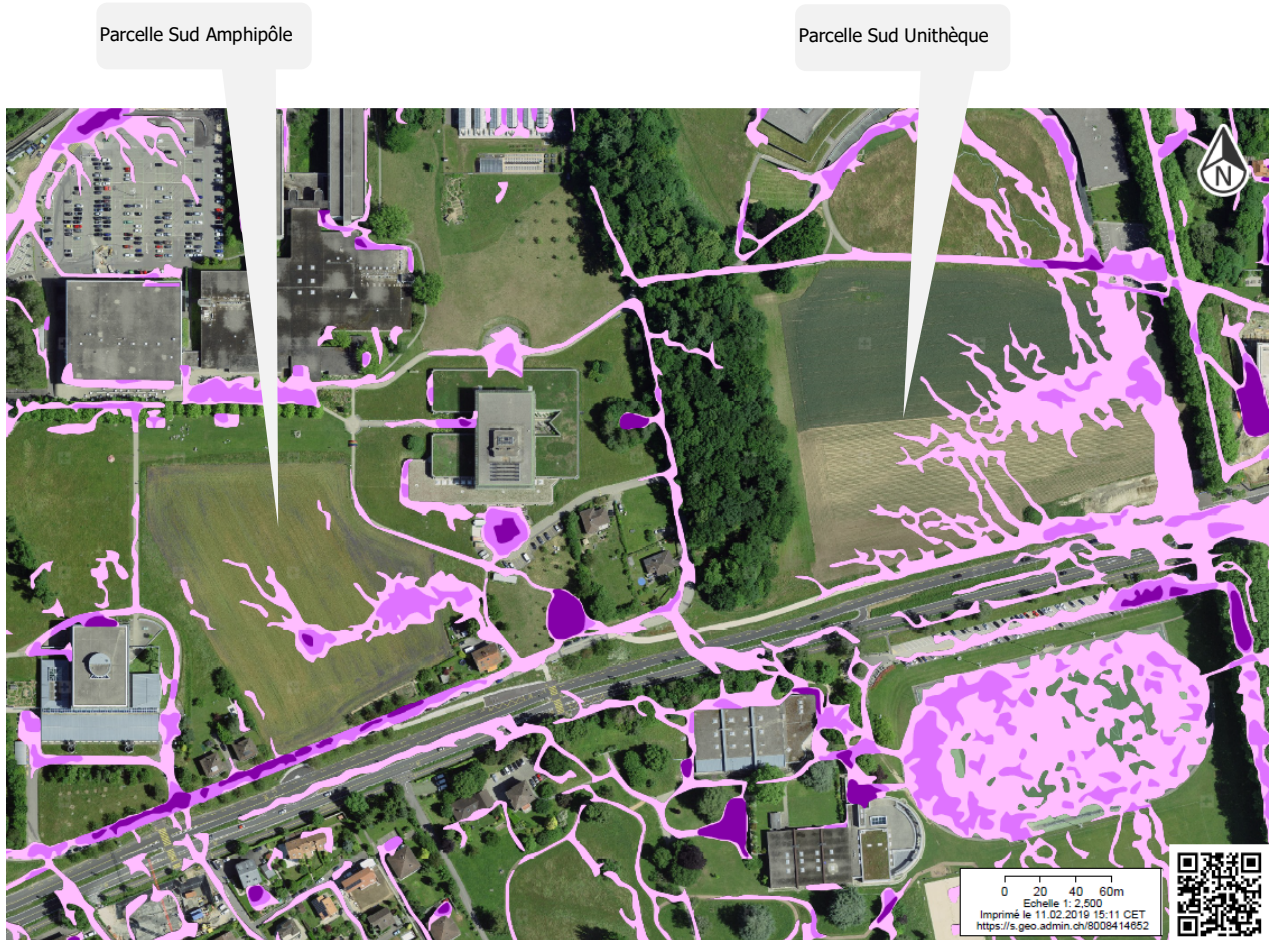 Parcelle Sud Amphipôle
Parcelle Sud Unithèque
N
0 20 40 60m
Echelle 1: 2,500
Imprimé le 11.02.2019 15:11 CET
https://s.geo.admin.ch/8008414652